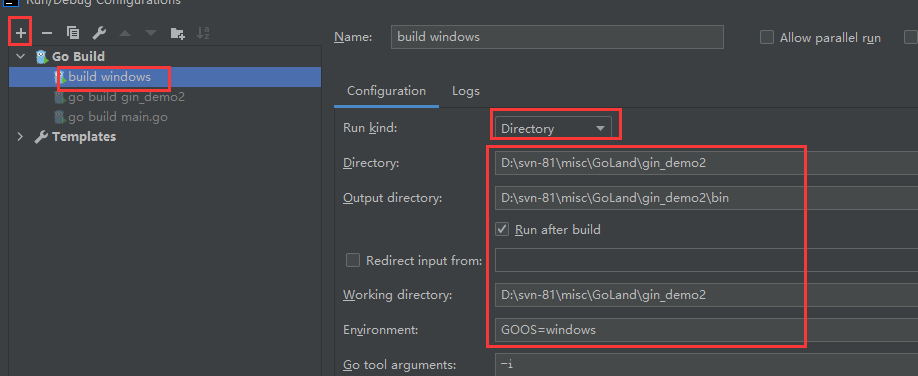 Run/Debug Configurations
Name: build windows Allow parallel run
Go Build
build windows
go build gin_demo2
go build main.go
Templates
Configuration Logs
Run kind: Directory
Directory: D:\svn-81\misc\GoLand\gin_demo2
Output directory: D:\svn-81\misc\GoLand\gin_demo2\bin
Run after build
Redirect input from:
Working directory: D:\svn-81\misc\GoLand\gin_demo2
Environment: GOOS=windows
Go tool arguments: -i